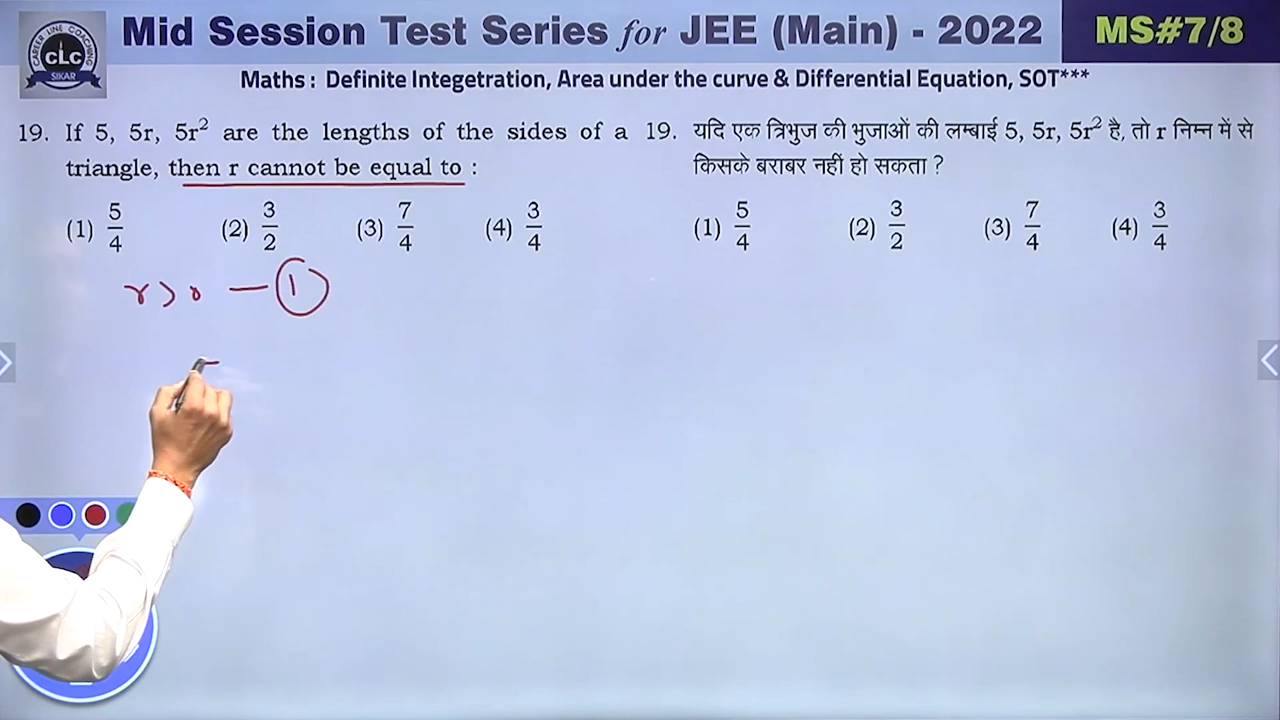 Mid Session Test Series for JEE (Main) - 2022
MS#7/8
CAREER LINE COACHING
CLC
SIKAR
Maths : Definite Integetration, Area under the curve & Differential Equation, SOT***
19. If 5, 5r, 5r² are the lengths of the sides of a
triangle, then r cannot be equal to :
(1) 5/4 (2) 3/2 (3) 7/4 (4) 3/4
r > 0 — 1
19. यदि एक त्रिभुज की भुजाओं की लम्बाई 5, 5r, 5r² है, तो r निम्न में से
किसके बराबर नहीं हो सकता ?
(1) 5/4 (2) 3/2 (3) 7/4 (4) 3/4